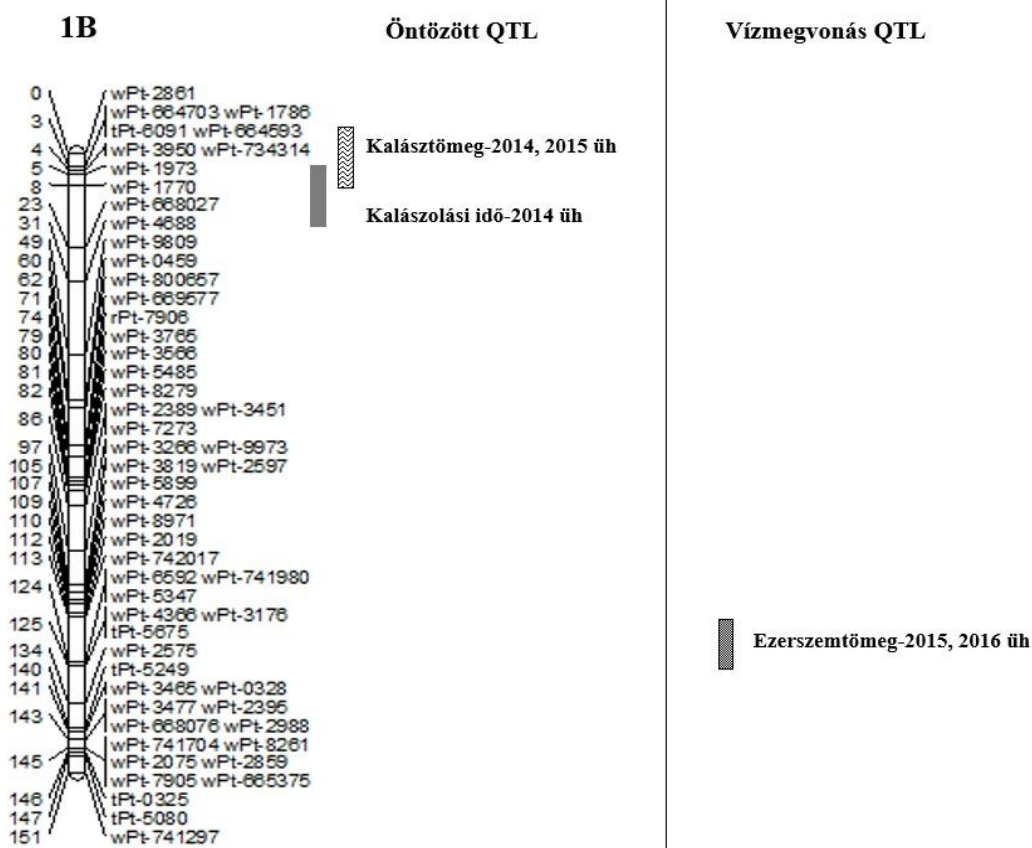 1B Öntözött QTL Vízmegvonás QTL
0 wPt-2861
wPt-664703 wPt-1786
3 tPt-6091 wPt-664593
4 wPt-3950 wPt-734314 Kalásztömeg-2014, 2015 üh
5 wPt-1973
8 wPt-1770
23 wPt-668027 Kalászolási idő-2014 üh
31 wPt-4688
49 wPt-9809
60 wPt-0459
62 wPt-800657
71 wPt-669577
74 rPt-7906
79 wPt-3765
80 wPt-3566
81 wPt-5485
82 wPt-8279
86 wPt-2389 wPt-3451
wPt-7273
97 wPt-3266 wPt-9973
105 wPt-3819 wPt-2597
107 wPt-5899
109 wPt-4726
110 wPt-8971
112 wPt-2019
113 wPt-742017
124 wPt-6592 wPt-741980
wPt-5347
125 wPt-4366 wPt-3176
tPt-5675
134 wPt-2575 Ezerszemtömeg-2015, 2016 üh
140 tPt-5249
141 wPt-3465 wPt-0328
143 wPt-3477 wPt-2395
wPt-668076 wPt-2988
wPt-741704 wPt-8261
145 wPt-2075 wPt-2859
wPt-7905 wPt-665375
146 tPt-0325
147 tPt-5080
151 wPt-741297